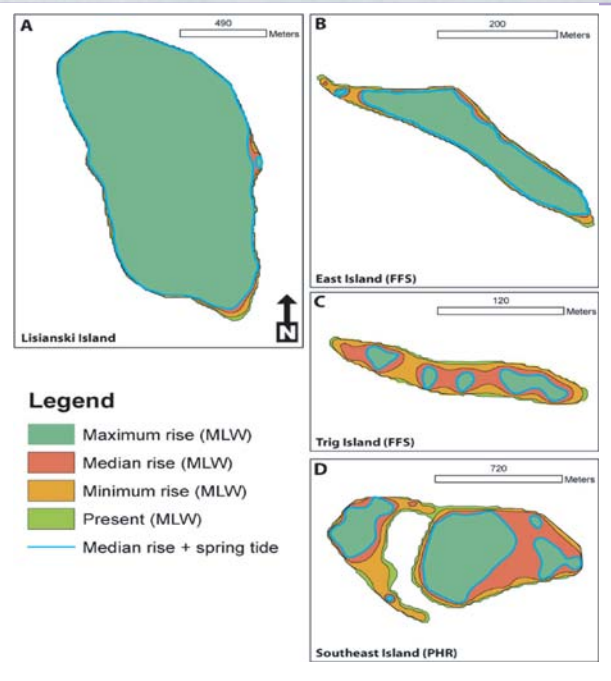 A
490
Meters
N
Lisianski Island
B
200
Meters
East Island (FFS)
C
120
Meters
Trig Island (FFS)
D
720
Meters
Southeast Island (PHR)
Legend
Maximum rise (MLW)
Median rise (MLW)
Minimum rise (MLW)
Present (MLW)
Median rise + spring tide